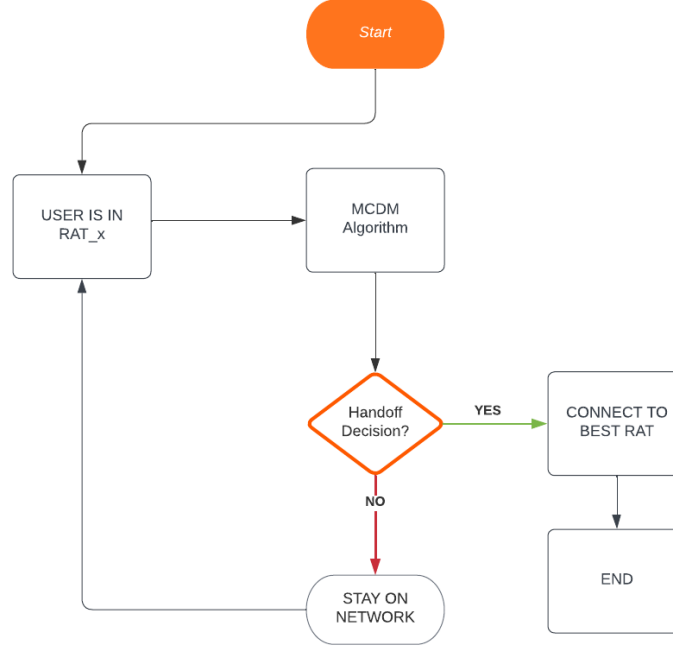 Start
USER IS IN
RAT_x
MCDM
Algorithm
Handoff
Decision?
YES
CONNECT TO
BEST RAT
NO
END
STAY ON
NETWORK